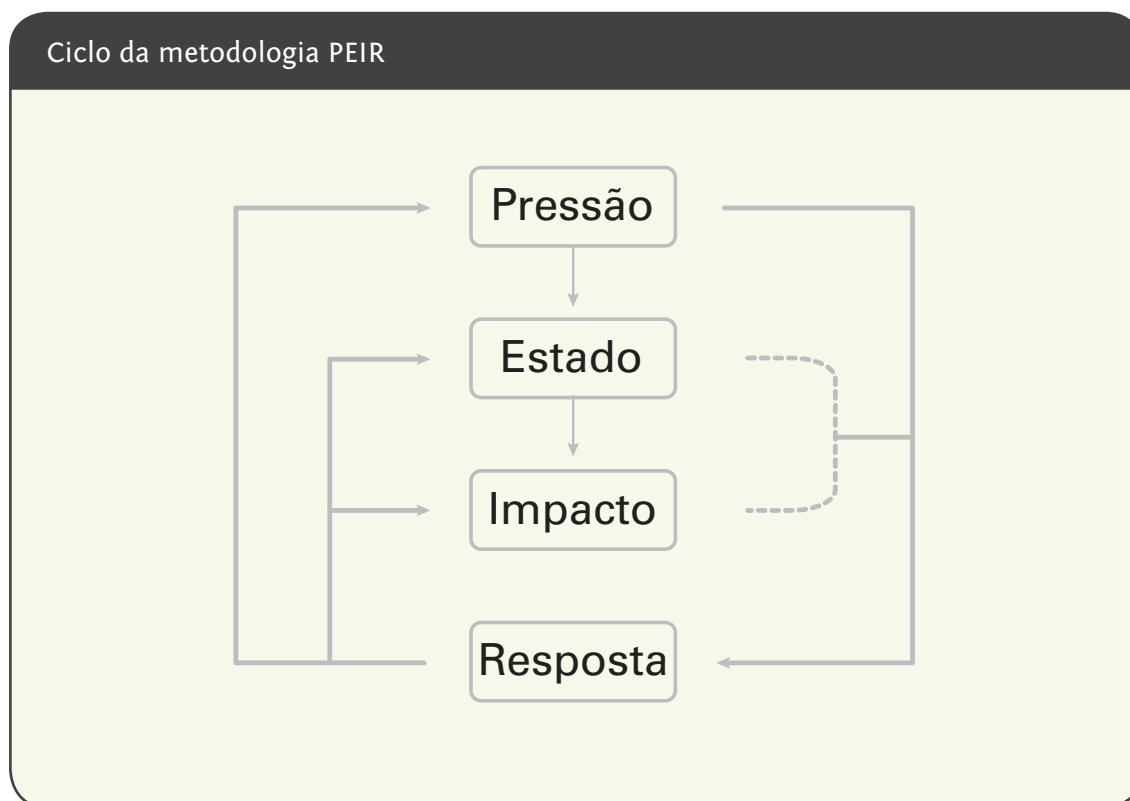 Ciclo da metodologia PEIR
Pressão
Estado
Impacto
Resposta